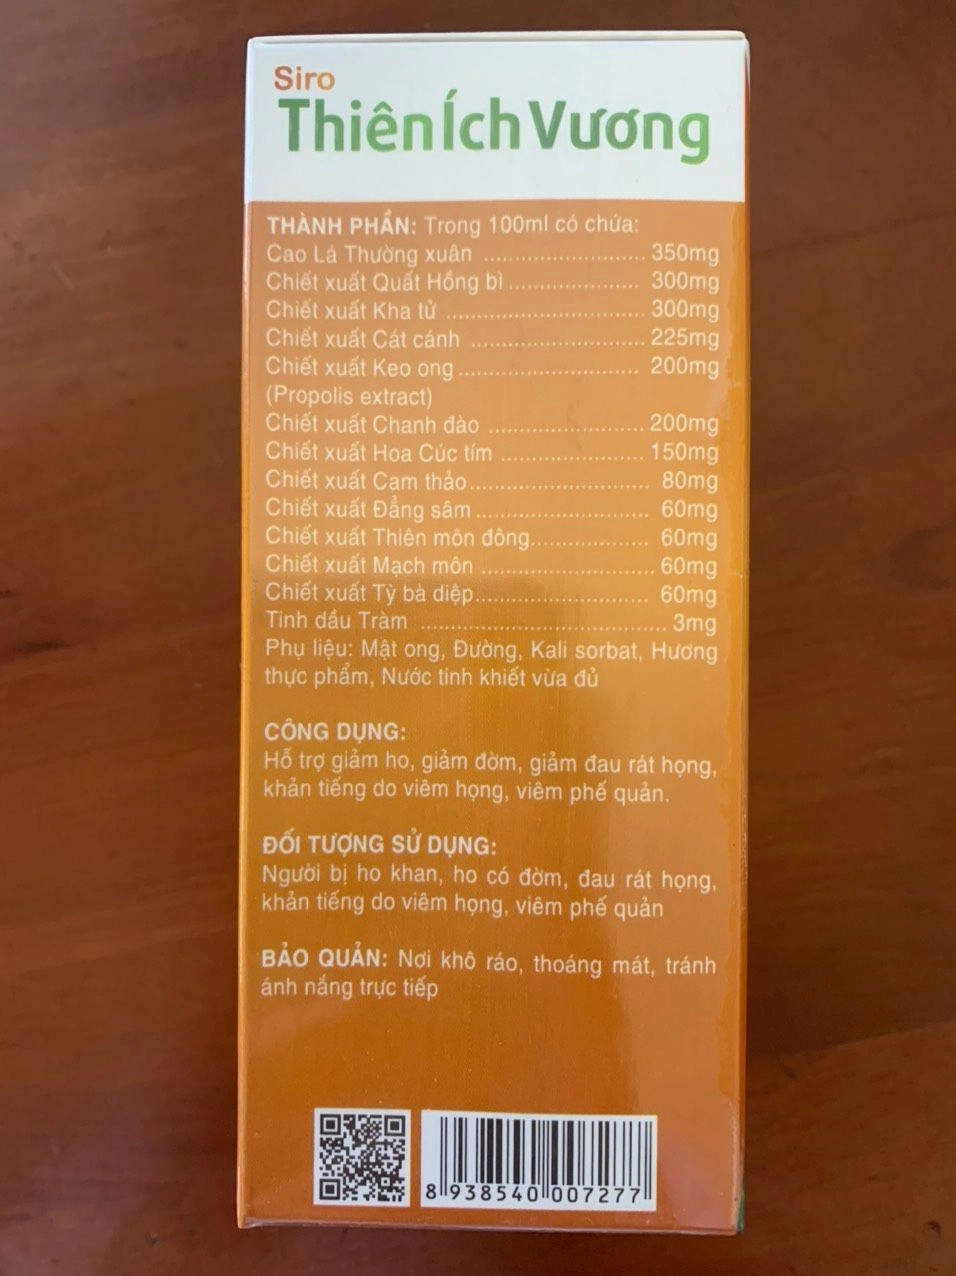 Siro
Thiên Ích Vương
THÀNH PHẦN: Trong 100ml có chứa:
Cao Lá Thường xuân .......................... 350mg
Chiết xuất Quất Hồng bì ..................... 300mg
Chiết xuất Kha tử ................................ 300mg
Chiết xuất Cát cánh ............................ 225mg
Chiết xuất Keo ong ............................. 200mg
(Propolis extract)
Chiết xuất Chanh đào ......................... 200mg
Chiết xuất Hoa Cúc tím ....................... 150mg
Chiết xuất Cam thảo............................. 80mg
Chiết xuất Đẳng sâm ............................ 60mg
Chiết xuất Thiên môn đông................... 60mg
Chiết xuất Mạch môn ............................ 60mg
Chiết xuất Tỳ bà diệp............................ 60mg
Tinh dầu Tràm ........................................ 3mg
Phụ liệu: Mật ong, Đường, Kali sorbat, Hương
thực phẩm, Nước tinh khiết vừa đủ
CÔNG DỤNG:
Hỗ trợ giảm ho, giảm đờm, giảm đau rát họng,
khản tiếng do viêm họng, viêm phế quản.
ĐỐI TƯỢNG SỬ DỤNG:
Người bị ho khan, ho có đờm, đau rát họng,
khản tiếng do viêm họng, viêm phế quản
BẢO QUẢN: Nơi khô ráo, thoáng mát, tránh
ánh nắng trực tiếp
8 938540 007277